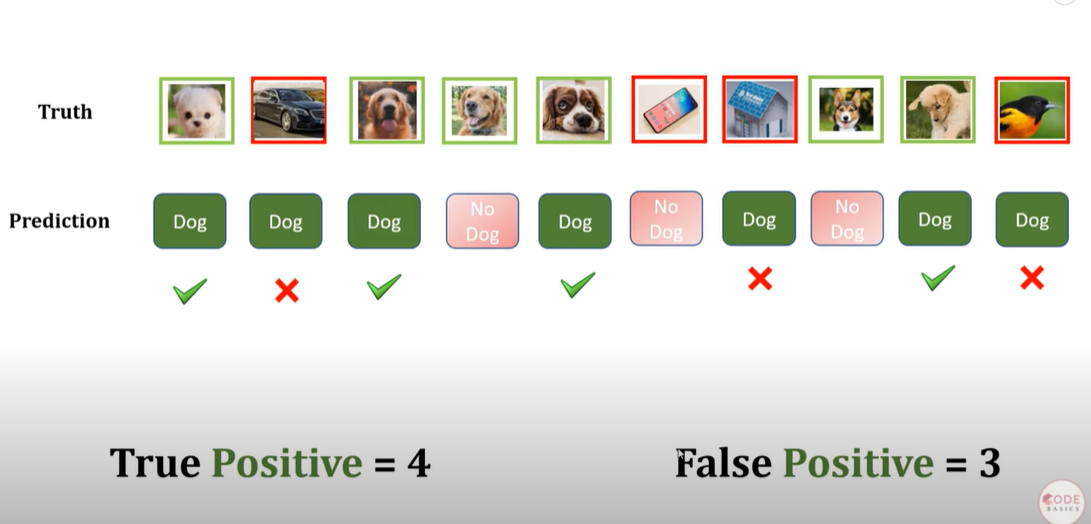 Truth
Prediction
Dog
Dog
Dog
No
Dog
Dog
No
Dog
Dog
No
Dog
Dog
Dog
True Positive = 4
False Positive = 3
CODE
BASICS